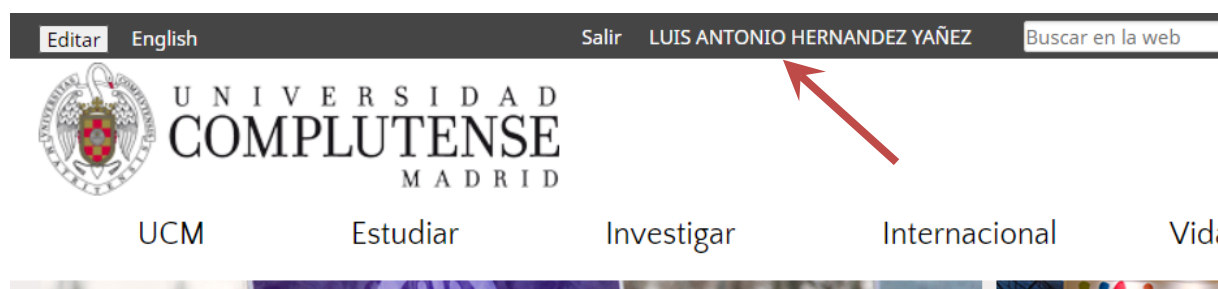 Editar English Salir LUIS ANTONIO HERNANDEZ YAÑEZ Buscar en la web
UNIVERSIDAD
COMPLUTENSE
MADRID
UCM Estudiar Investigar Internacional